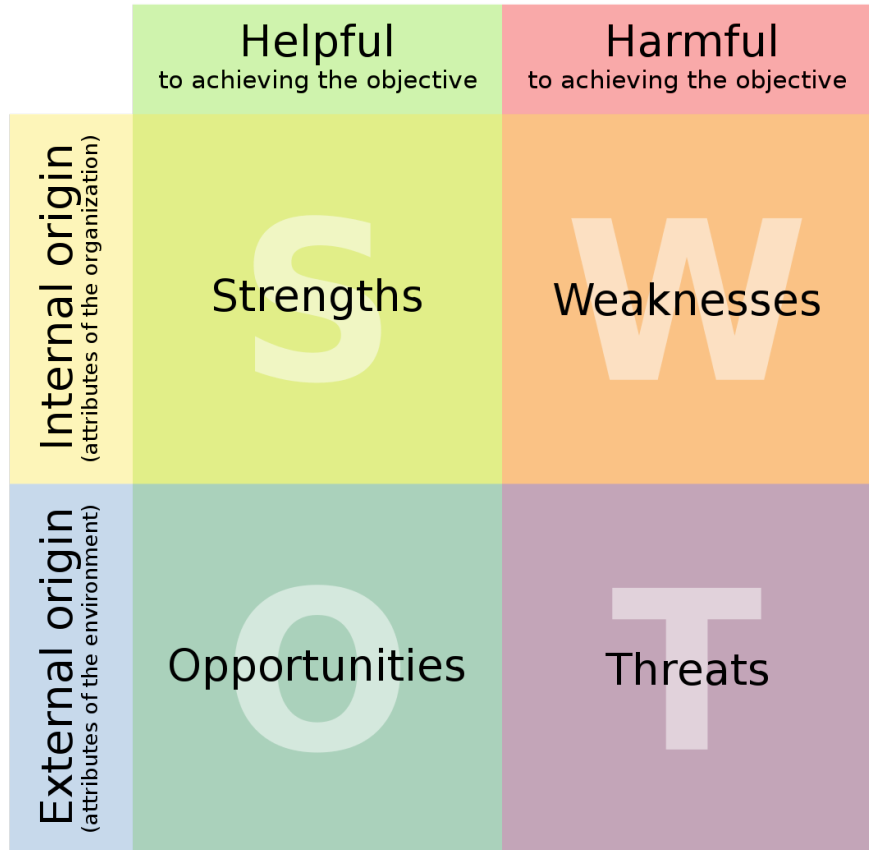 Helpful
to achieving the objective
Harmful
to achieving the objective
Internal origin
(attributes of the organization)
S
Strengths
W
Weaknesses
External origin
(attributes of the environment)
O
Opportunities
T
Threats